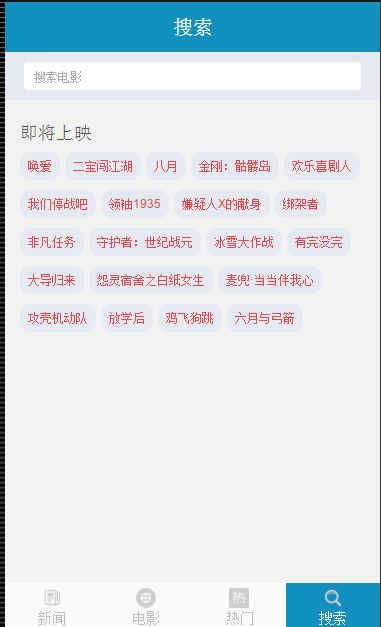 搜索
搜索电影
即将上映
唤爱 二宝闯江湖 八月 金刚：骷髅岛 欢乐喜剧人
我们停战吧 领袖1935 嫌疑人X的献身 绑架者
非凡任务 守护者：世纪战元 冰雪大作战 有完没完
大导归来 怨灵宿舍之白纸女生 麦兜·当当伴我心
攻壳机动队 放学后 鸡飞狗跳 六月与弓箭
热
新闻 电影 热门 搜索